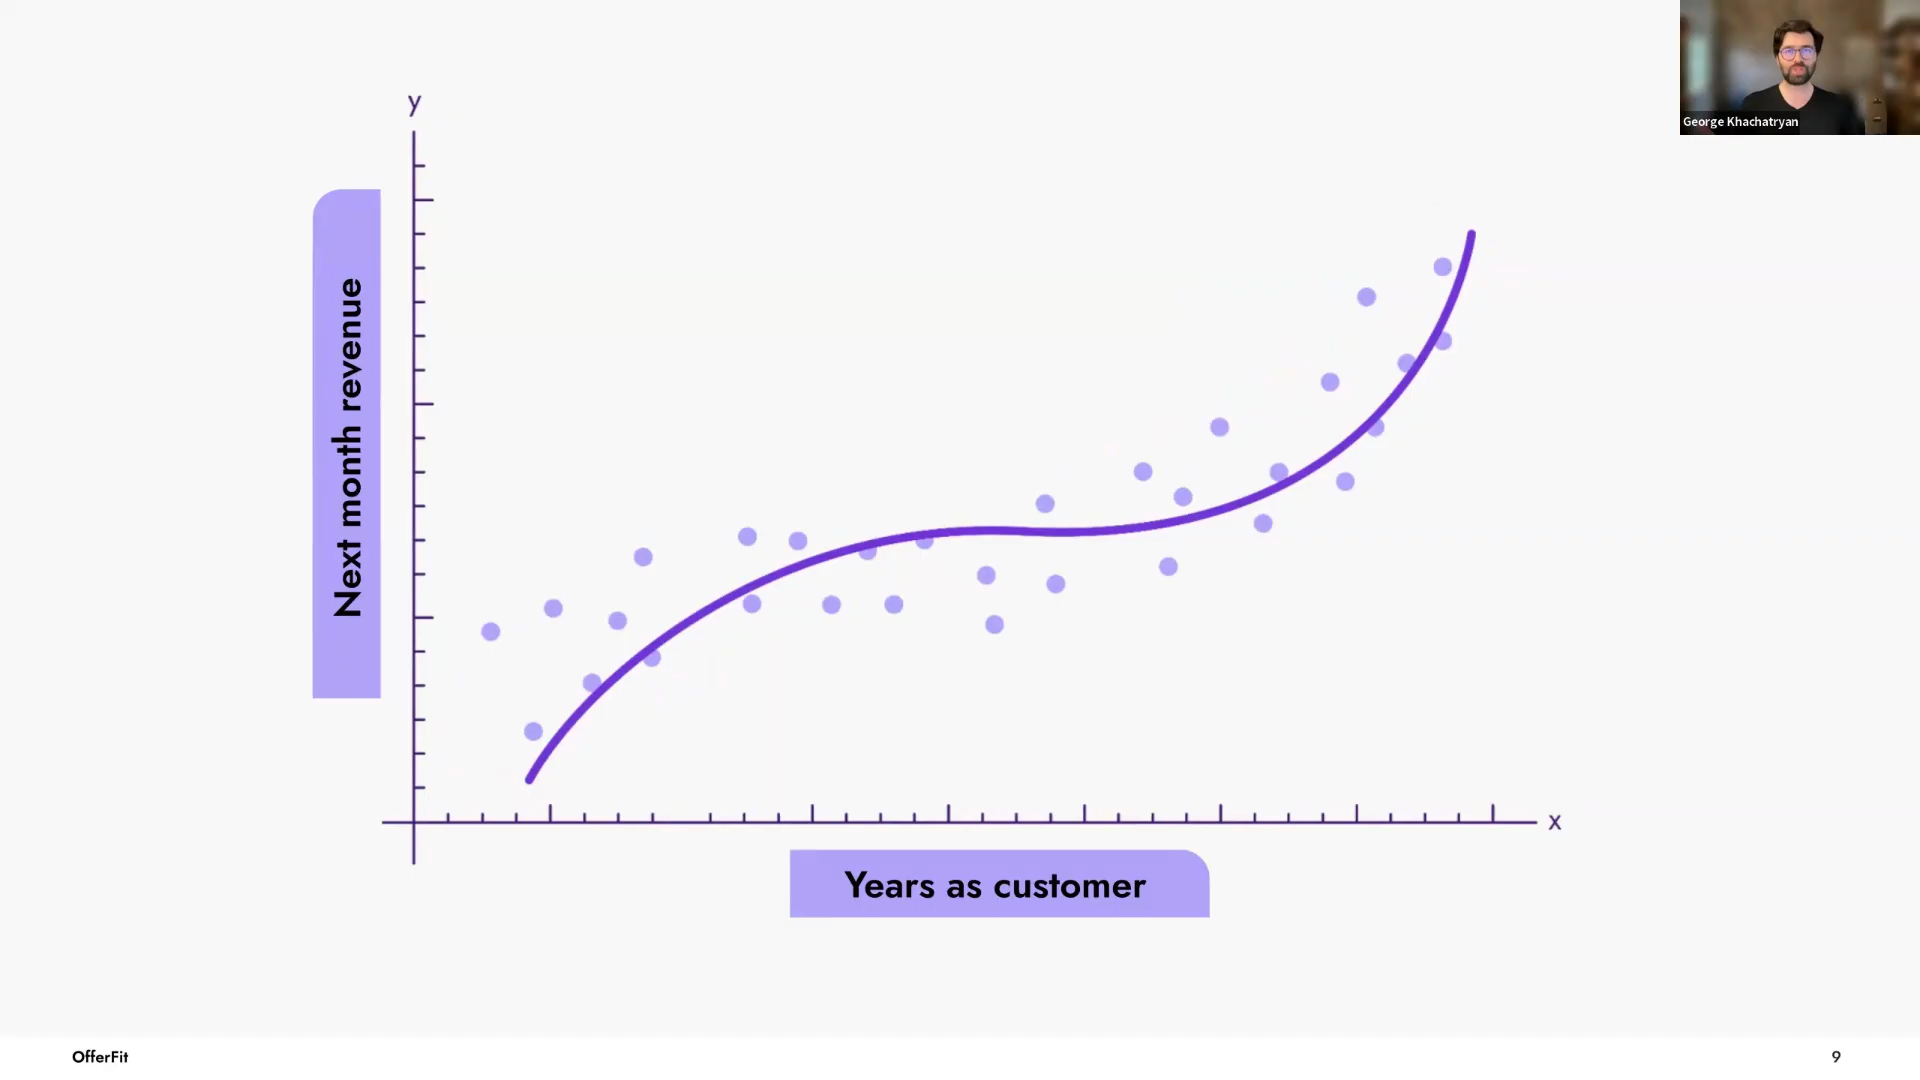 George Khachatryan
y
Next month revenue
x
Years as customer
OfferFit
9